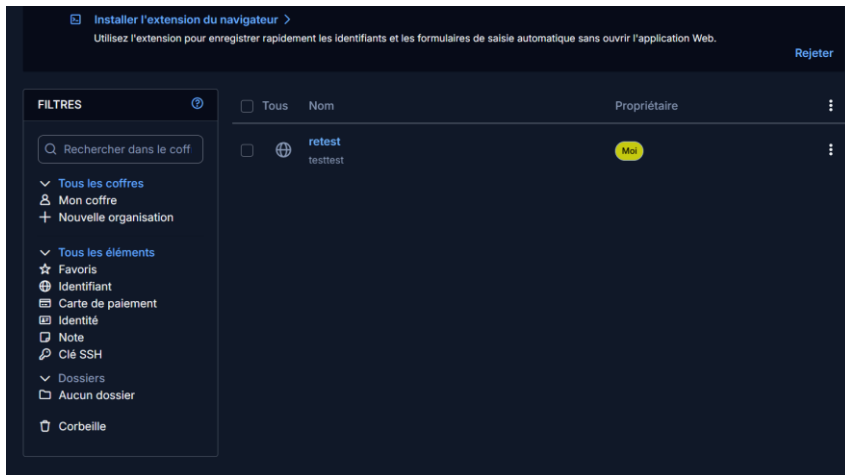 Installer l'extension du navigateur
Utilisez l'extension pour enregistrer rapidement les identifiants et les formulaires de saisie automatique sans ouvrir l'application Web.
Rejeter
FILTRES
Rechercher dans le coff
Tous les coffres
Mon coffre
Nouvelle organisation
Tous les éléments
Favoris
Identifiant
Carte de paiement
Identité
Note
Clé SSH
Dossiers
Aucun dossier
Corbeille
Tous Nom Propriétaire
retest
testtest
Moi